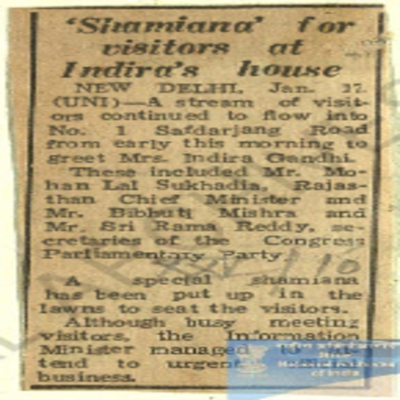 'Shamiana' for
visitors at
Indira's house
NEW DELHI, Jan. 17.
(UNI)—A stream of visit-
ors continued to flow into
No. 1 Safdarjang Road
from early this morning to
greet Mrs. Indira Gandhi.
These included Mr. Mo-
han Lal Sukhadia, Rajas-
than Chief Minister and
Mr. Bibhuti Mishra and
Mr. Sri Rama Reddy, se-
cretaries of the Congress
Parliamentary Party.
A special shamiana
has been put up in the
lawns to seat the visitors.
Although busy meeting
visitors, the Information
Minister managed to at-
tend to urgent
business.
of India